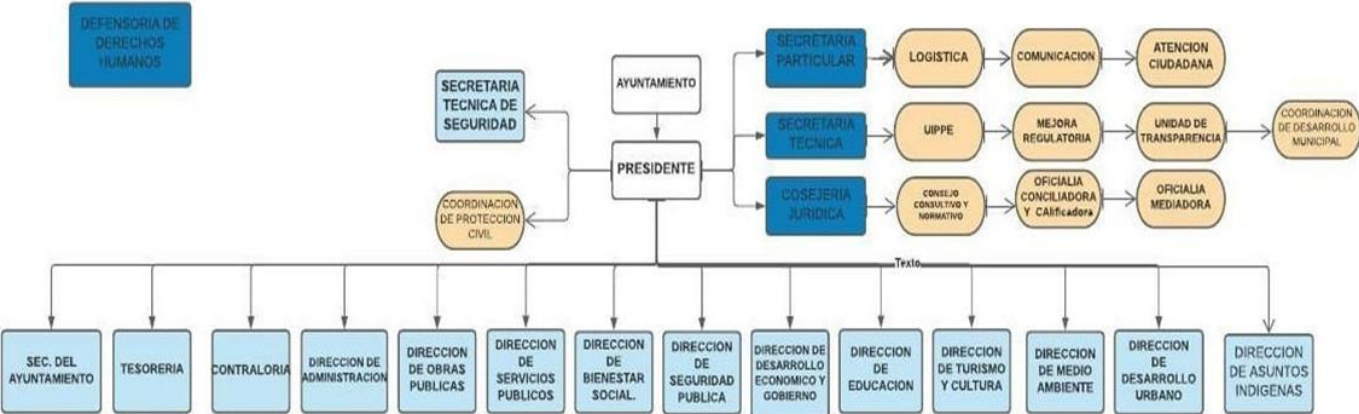 DEFENSORIA DE
DERECHOS
HUMANOS
SECRETARIA
TECNICA DE
SEGURIDAD
AYUNTAMIENTO
PRESIDENTE
COORDINACION
DE PROTECCION
CIVIL
SECRETARIA
PARTICULAR
LOGISTICA
COMUNICACION
ATENCION
CIUDADANA
SECRETARIA
TECNICA
UIPPE
MEJORA
REGULATORIA
UNIDAD DE
TRANSPARENCIA
COORDINACION
DE DESARROLLO
MUNICIPAL
COSEJERIA
JURIDICA
CONSEJO
CONSULTIVO Y
NORMATIVO
OFICIALIA
CONCILIADORA
Y CAlificadora
OFICIALIA
MEDIADORA
Texto
SEC. DEL
AYUNTAMIENTO
TESORERIA
CONTRALORIA
DIRECCION DE
ADMINISTRACION
DIRECCION
DE OBRAS
PUBLICAS
DIRECCION
DE
SERVICIOS
PUBLICOS
DIRECCION
DE
BIENESTAR
SOCIAL.
DIRECCION
DE
SEGURIDAD
PUBLICA
DIRECCION DE
DESARROLLO
ECONOMICO Y
GOBIERNO
DIRECCION
DE
EDUCACION
DIRECCION
DE TURISMO
Y CULTURA
DIRECCION
DE MEDIO
AMBIENTE
DIRECCION
DE
DESARROLLO
URBANO
DIRECCION
DE ASUNTOS
INDIGENAS